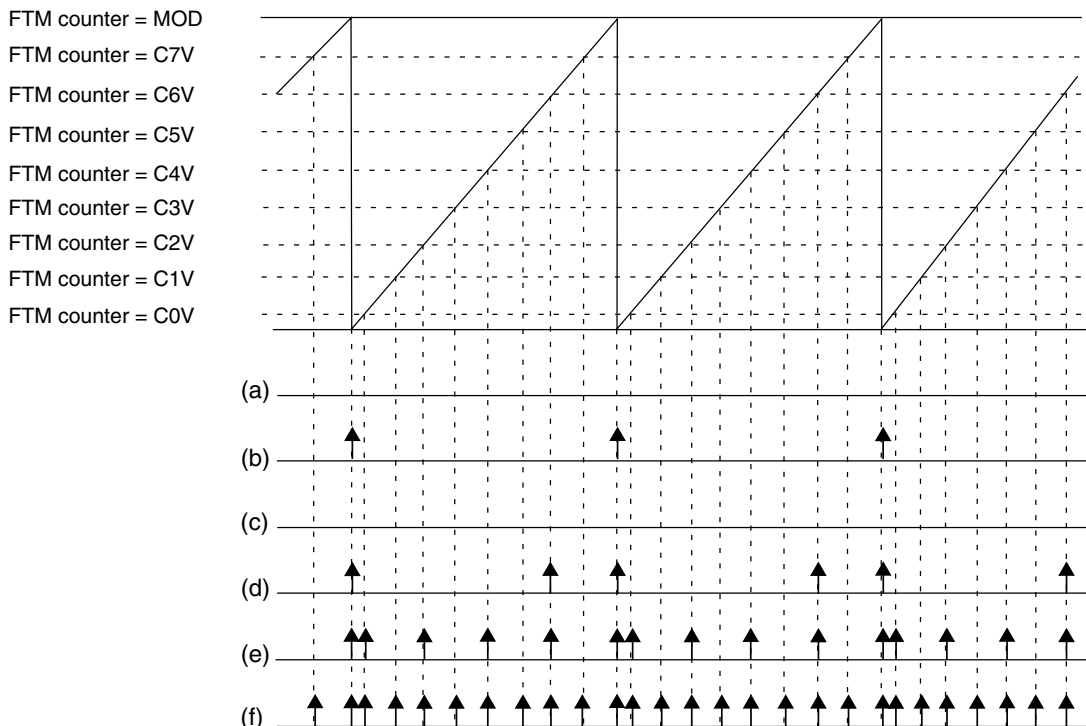 FTM counter = MOD
FTM counter = C7V
FTM counter = C6V
FTM counter = C5V
FTM counter = C4V
FTM counter = C3V
FTM counter = C2V
FTM counter = C1V
FTM counter = C0V
(a)
(b)
(c)
(d)
(e)
(f)